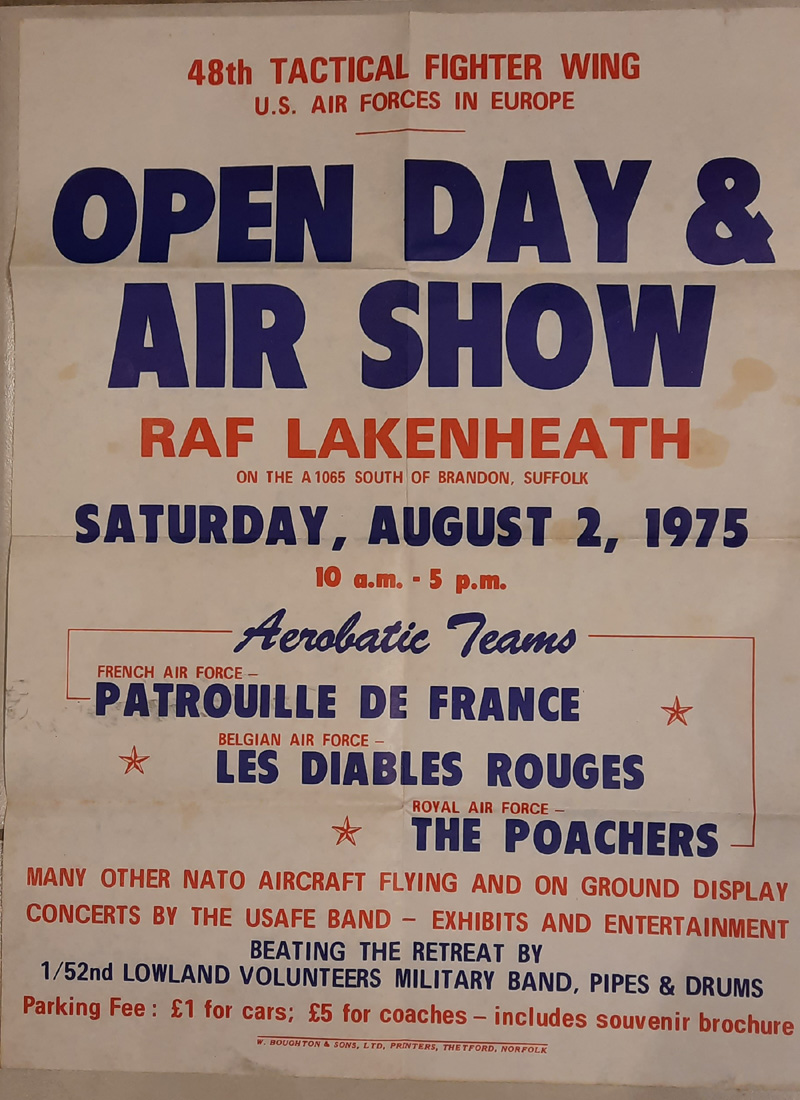 48th TACTICAL FIGHTER WING
U.S. AIR FORCES IN EUROPE
OPEN DAY &
AIR SHOW
RAF LAKENHEATH
ON THE A1065 SOUTH OF BRANDON, SUFFOLK
SATURDAY, AUGUST 2, 1975
10 a.m. - 5 p.m.
Aerobatic Teams
FRENCH AIR FORCE –
PATROUILLE DE FRANCE
BELGIAN AIR FORCE –
LES DIABLES ROUGES
ROYAL AIR FORCE –
THE POACHERS
MANY OTHER NATO AIRCRAFT FLYING AND ON GROUND DISPLAY
CONCERTS BY THE USAFE BAND – EXHIBITS AND ENTERTAINMENT
BEATING THE RETREAT BY
1/52nd LOWLAND VOLUNTEERS MILITARY BAND, PIPES & DRUMS
Parking Fee: £1 for cars; £5 for coaches – includes souvenir brochure
W. BOUGHTON & SONS, LTD, PRINTERS, THETFORD, NORFOLK